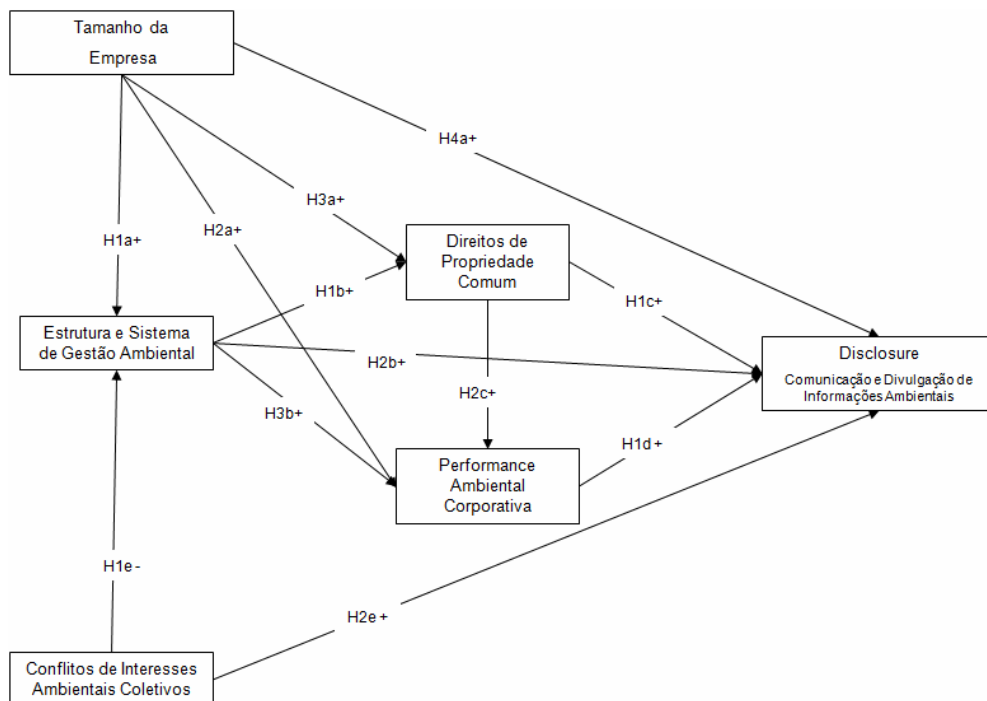 Tamanho da
Empresa
H4a+
H3a+
H1a+
H2a+
Direitos de
Propriedade
Comum
H1b+
H1c+
Estrutura e Sistema
de Gestão Ambiental
H2b+
Disclosure
Comunicação e Divulgação de
Informações Ambientais
H3b+
H2c+
H1d+
Performance
Ambiental
Corporativa
H1e-
H2e +
Conflitos de Interesses
Ambientais Coletivos